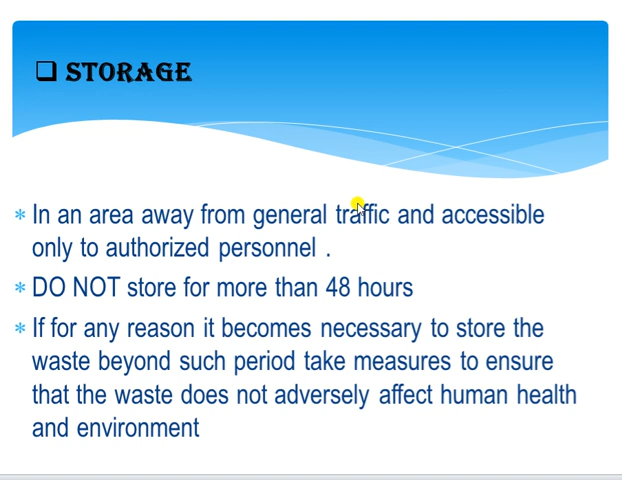 ❑ STORAGE
* In an area away from general traffic and accessible
only to authorized personnel .
* DO NOT store for more than 48 hours
* If for any reason it becomes necessary to store the
waste beyond such period take measures to ensure
that the waste does not adversely affect human health
and environment